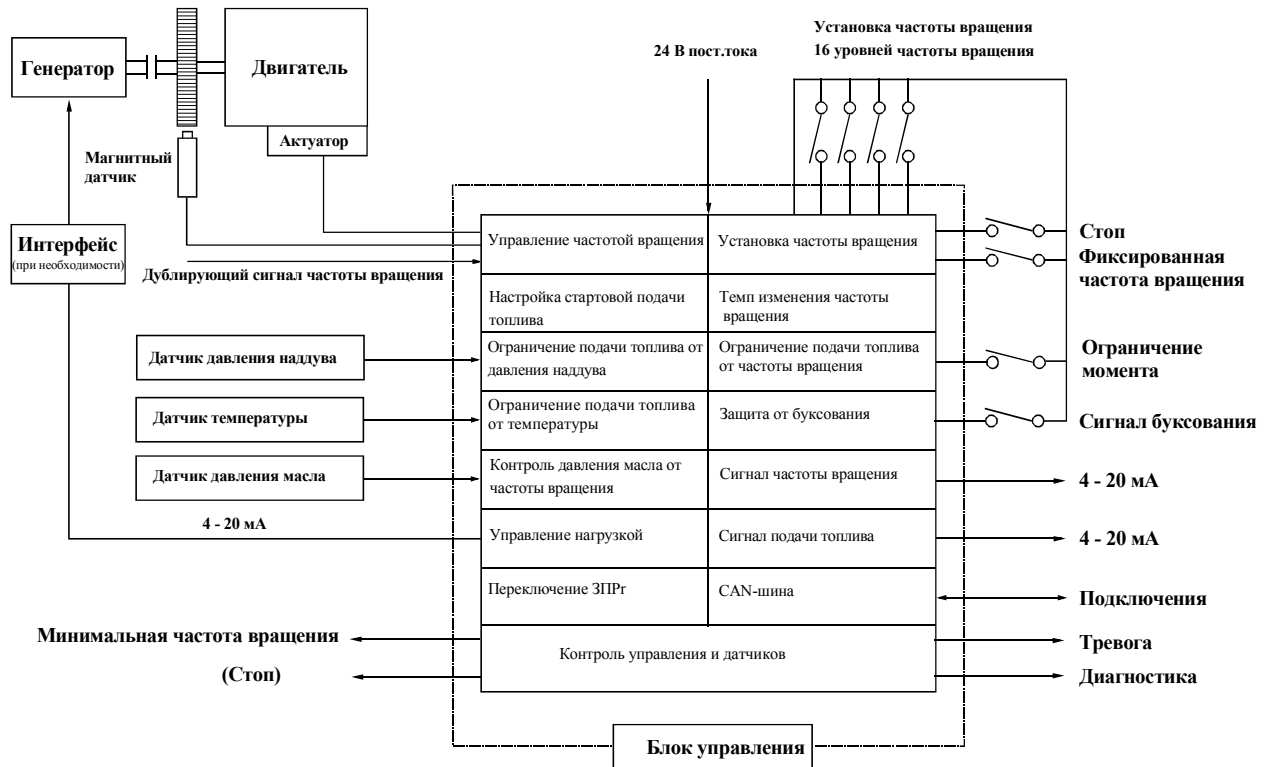 Установка частоты вращения
16 уровней частоты вращения
24 В пост.тока
Генератор
Двигатель
Актуатор
Магнитный
датчик
Интерфейс
(при необходимости)
Дублирующий сигнал частоты вращения
Управление частотой вращения
Установка частоты вращения
Стоп
Фиксированная
частота вращения
Настройка стартовой подачи
топлива
Темп изменения частоты
вращения
Датчик давления наддува
Ограничение подачи топлива от
давления наддува
Ограничение подачи топлива
от частоты вращения
Ограничение
момента
Датчик температуры
Ограничение подачи топлива
от температуры
Защита от буксования
Сигнал буксования
Датчик давления масла
Контроль давления масла от
частоты вращения
Сигнал частоты вращения
4 - 20 мА
4 - 20 мА
Управление нагрузкой
Сигнал подачи топлива
4 - 20 мА
Переключение ЗПРг
CAN-шина
Подключения
Минимальная частота вращения
(Стоп)
Контроль управления и датчиков
Тревога
Диагностика
Блок управления